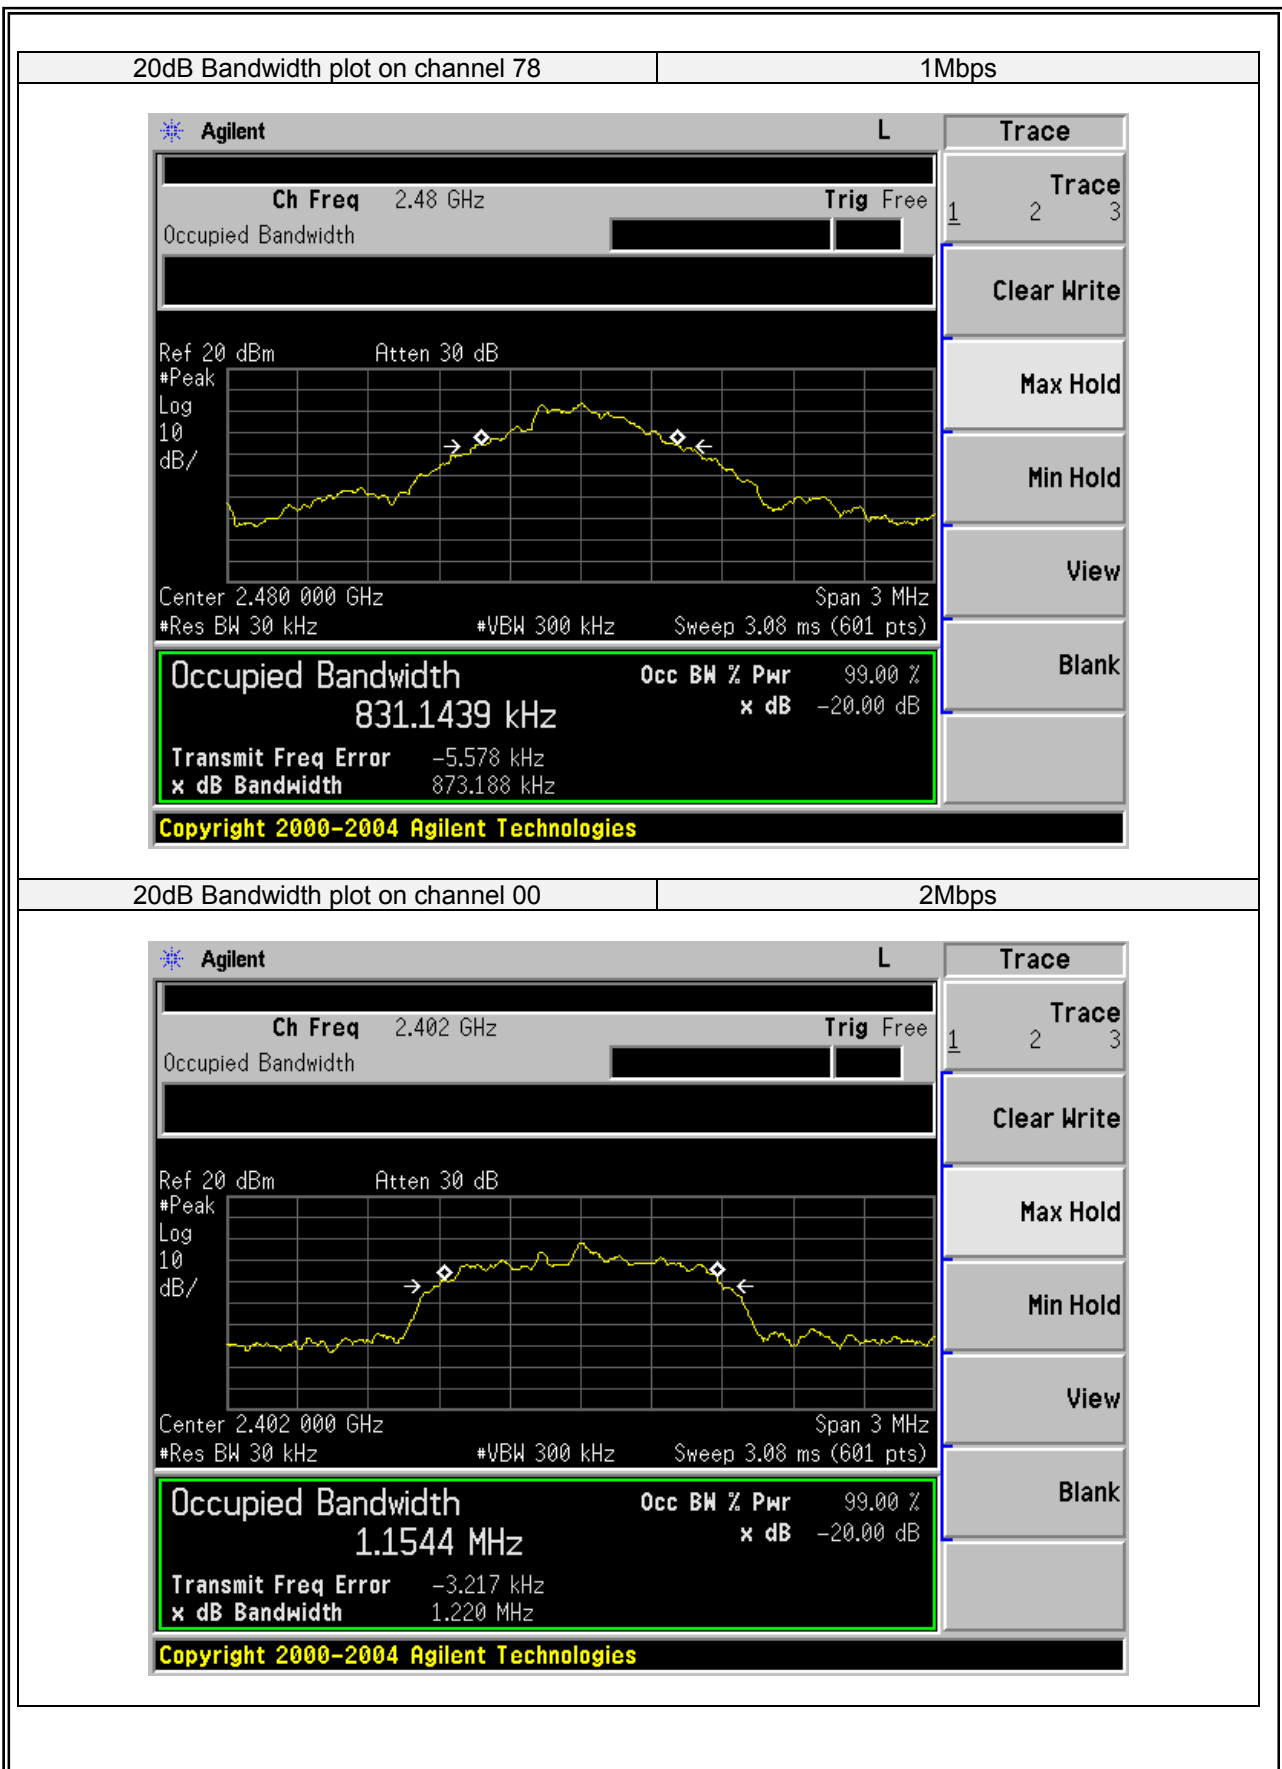 20dB Bandwidth plot on channel 78 1Mbps
Agilent L Trace
Ch Freq 2.48 GHz Trig Free
Occupied Bandwidth
Trace
1 2 3
Clear Write
Max Hold
Min Hold
View
Blank
Ref 20 dBm Atten 30 dB
#Peak
Log
10
dB/
Center 2.480 000 GHz Span 3 MHz
#Res BW 30 kHz #VBW 300 kHz Sweep 3.08 ms (601 pts)
Occupied Bandwidth Occ BW % Pwr 99.00 %
831.1439 kHz x dB -20.00 dB
Transmit Freq Error -5.578 kHz
x dB Bandwidth 873.188 kHz
Copyright 2000-2004 Agilent Technologies
20dB Bandwidth plot on channel 00 2Mbps
Agilent L Trace
Ch Freq 2.402 GHz Trig Free
Occupied Bandwidth
Trace
1 2 3
Clear Write
Max Hold
Min Hold
View
Blank
Ref 20 dBm Atten 30 dB
#Peak
Log
10
dB/
Center 2.402 000 GHz Span 3 MHz
#Res BW 30 kHz #VBW 300 kHz Sweep 3.08 ms (601 pts)
Occupied Bandwidth Occ BW % Pwr 99.00 %
1.1544 MHz x dB -20.00 dB
Transmit Freq Error -3.217 kHz
x dB Bandwidth 1.220 MHz
Copyright 2000-2004 Agilent Technologies